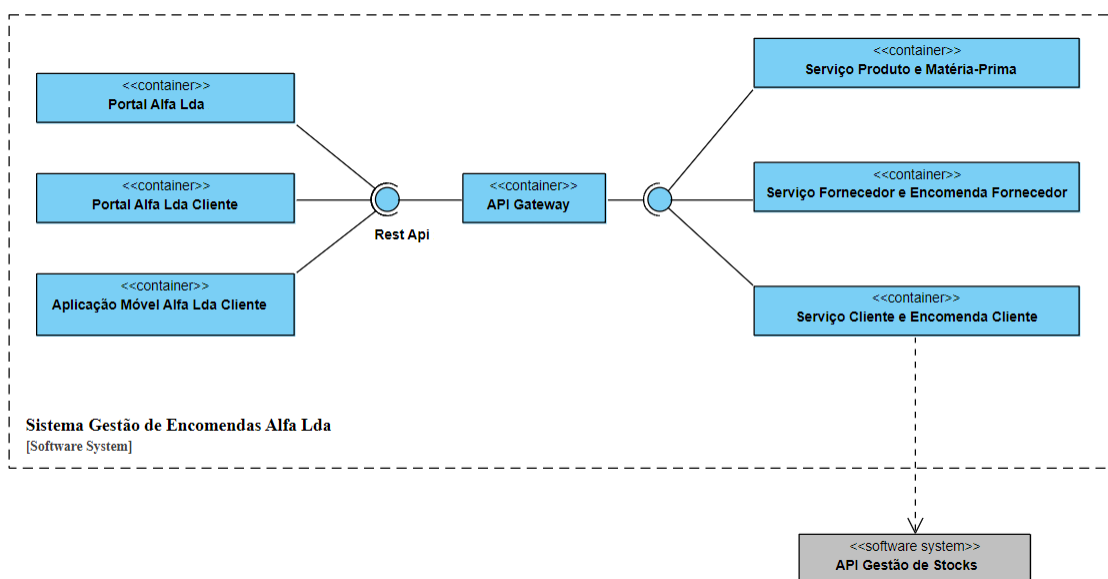 <<container>>
Portal Alfa Lda
<<container>>
Portal Alfa Lda Cliente
<<container>>
Aplicação Móvel Alfa Lda Cliente
Rest Api
<<container>>
API Gateway
<<container>>
Serviço Produto e Matéria-Prima
<<container>>
Serviço Fornecedor e Encomenda Fornecedor
<<container>>
Serviço Cliente e Encomenda Cliente
Sistema Gestão de Encomendas Alfa Lda
[Software System]
<<software system>>
API Gestão de Stocks